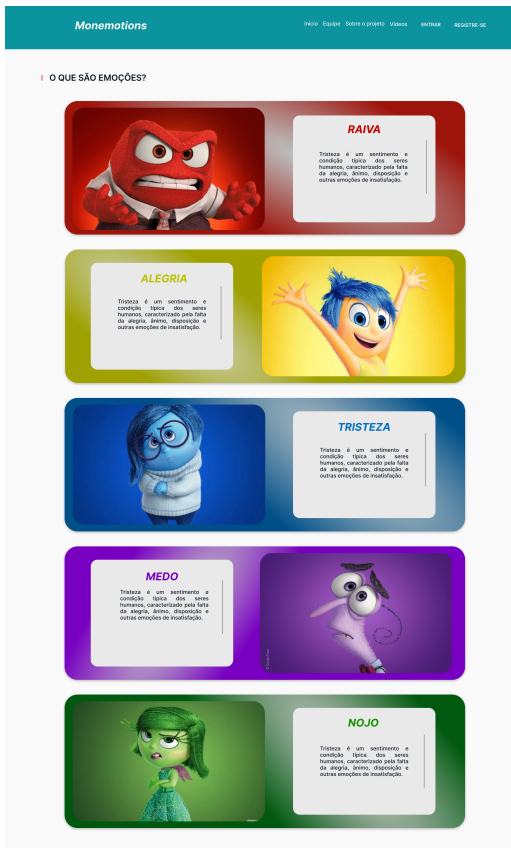 Monemotions
Início Equipe Sobre o projeto Vídeos ENTRAR REGISTRE-SE
O QUE SÃO EMOÇÕES?
RAIVA
Tristeza é um sentimento e
condição típica dos seres
humanos, caracterizado pela falta
da alegria, ânimo, disposição e
outras emoções de insatisfação.
ALEGRIA
Tristeza é um sentimento e
condição típica dos seres
humanos, caracterizado pela falta
da alegria, ânimo, disposição e
outras emoções de insatisfação.
TRISTEZA
Tristeza é um sentimento e
condição típica dos seres
humanos, caracterizado pela falta
da alegria, ânimo, disposição e
outras emoções de insatisfação.
MEDO
Tristeza é um sentimento e
condição típica dos seres
humanos, caracterizado pela falta
da alegria, ânimo, disposição e
outras emoções de insatisfação.
NOJO
Tristeza é um sentimento e
condição típica dos seres
humanos, caracterizado pela falta
da alegria, ânimo, disposição e
outras emoções de insatisfação.